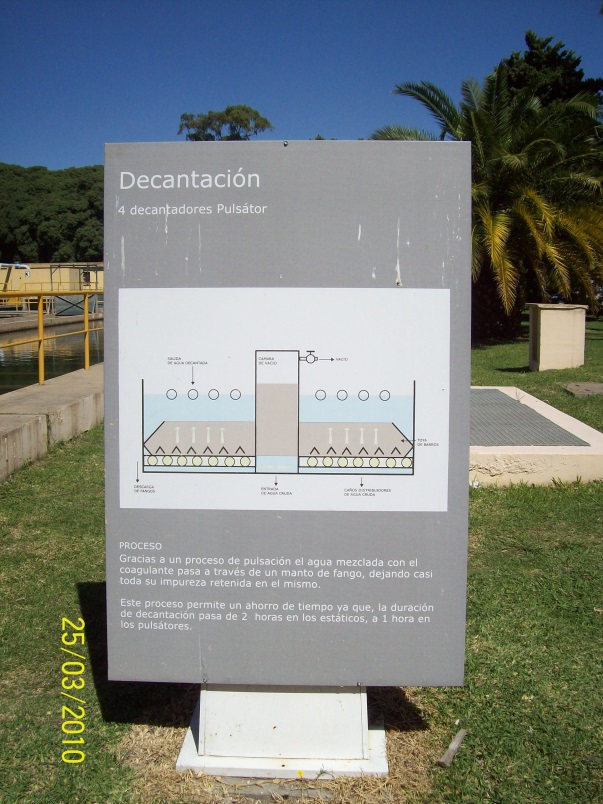 Decantación
4 decantadores Pulsátor
SALIDA
DE AGUA DECANTADA
CAMARA
DE VACIO
VACIO
TOTA
DE BARROS
DESCARGA
DE FANGOS
ENTRADA
DE AGUA CRUDA
CAÑOS DISTRIBUIDORES
DE AGUA CRUDA
PROCESO
Gracias a un proceso de pulsación el agua mezclada con el
coagulante pasa a través de un manto de fango, dejando casi
toda su impureza retenida en el mismo.
Este proceso permite un ahorro de tiempo ya que, la duración
de decantación pasa de 2 horas en los estáticos, a 1 hora en
los pulsátores.
25/03/2010